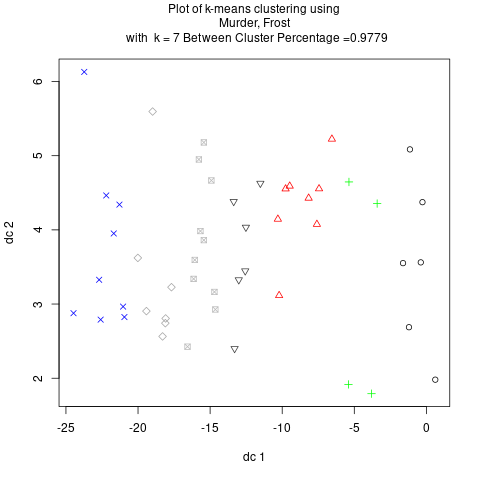 Plot of k-means clustering using
Murder, Frost
with k = 7 Between Cluster Percentage =0.9779
6
5
4
3
2
dc 2
-25 -20 -15 -10 -5 0
dc 1